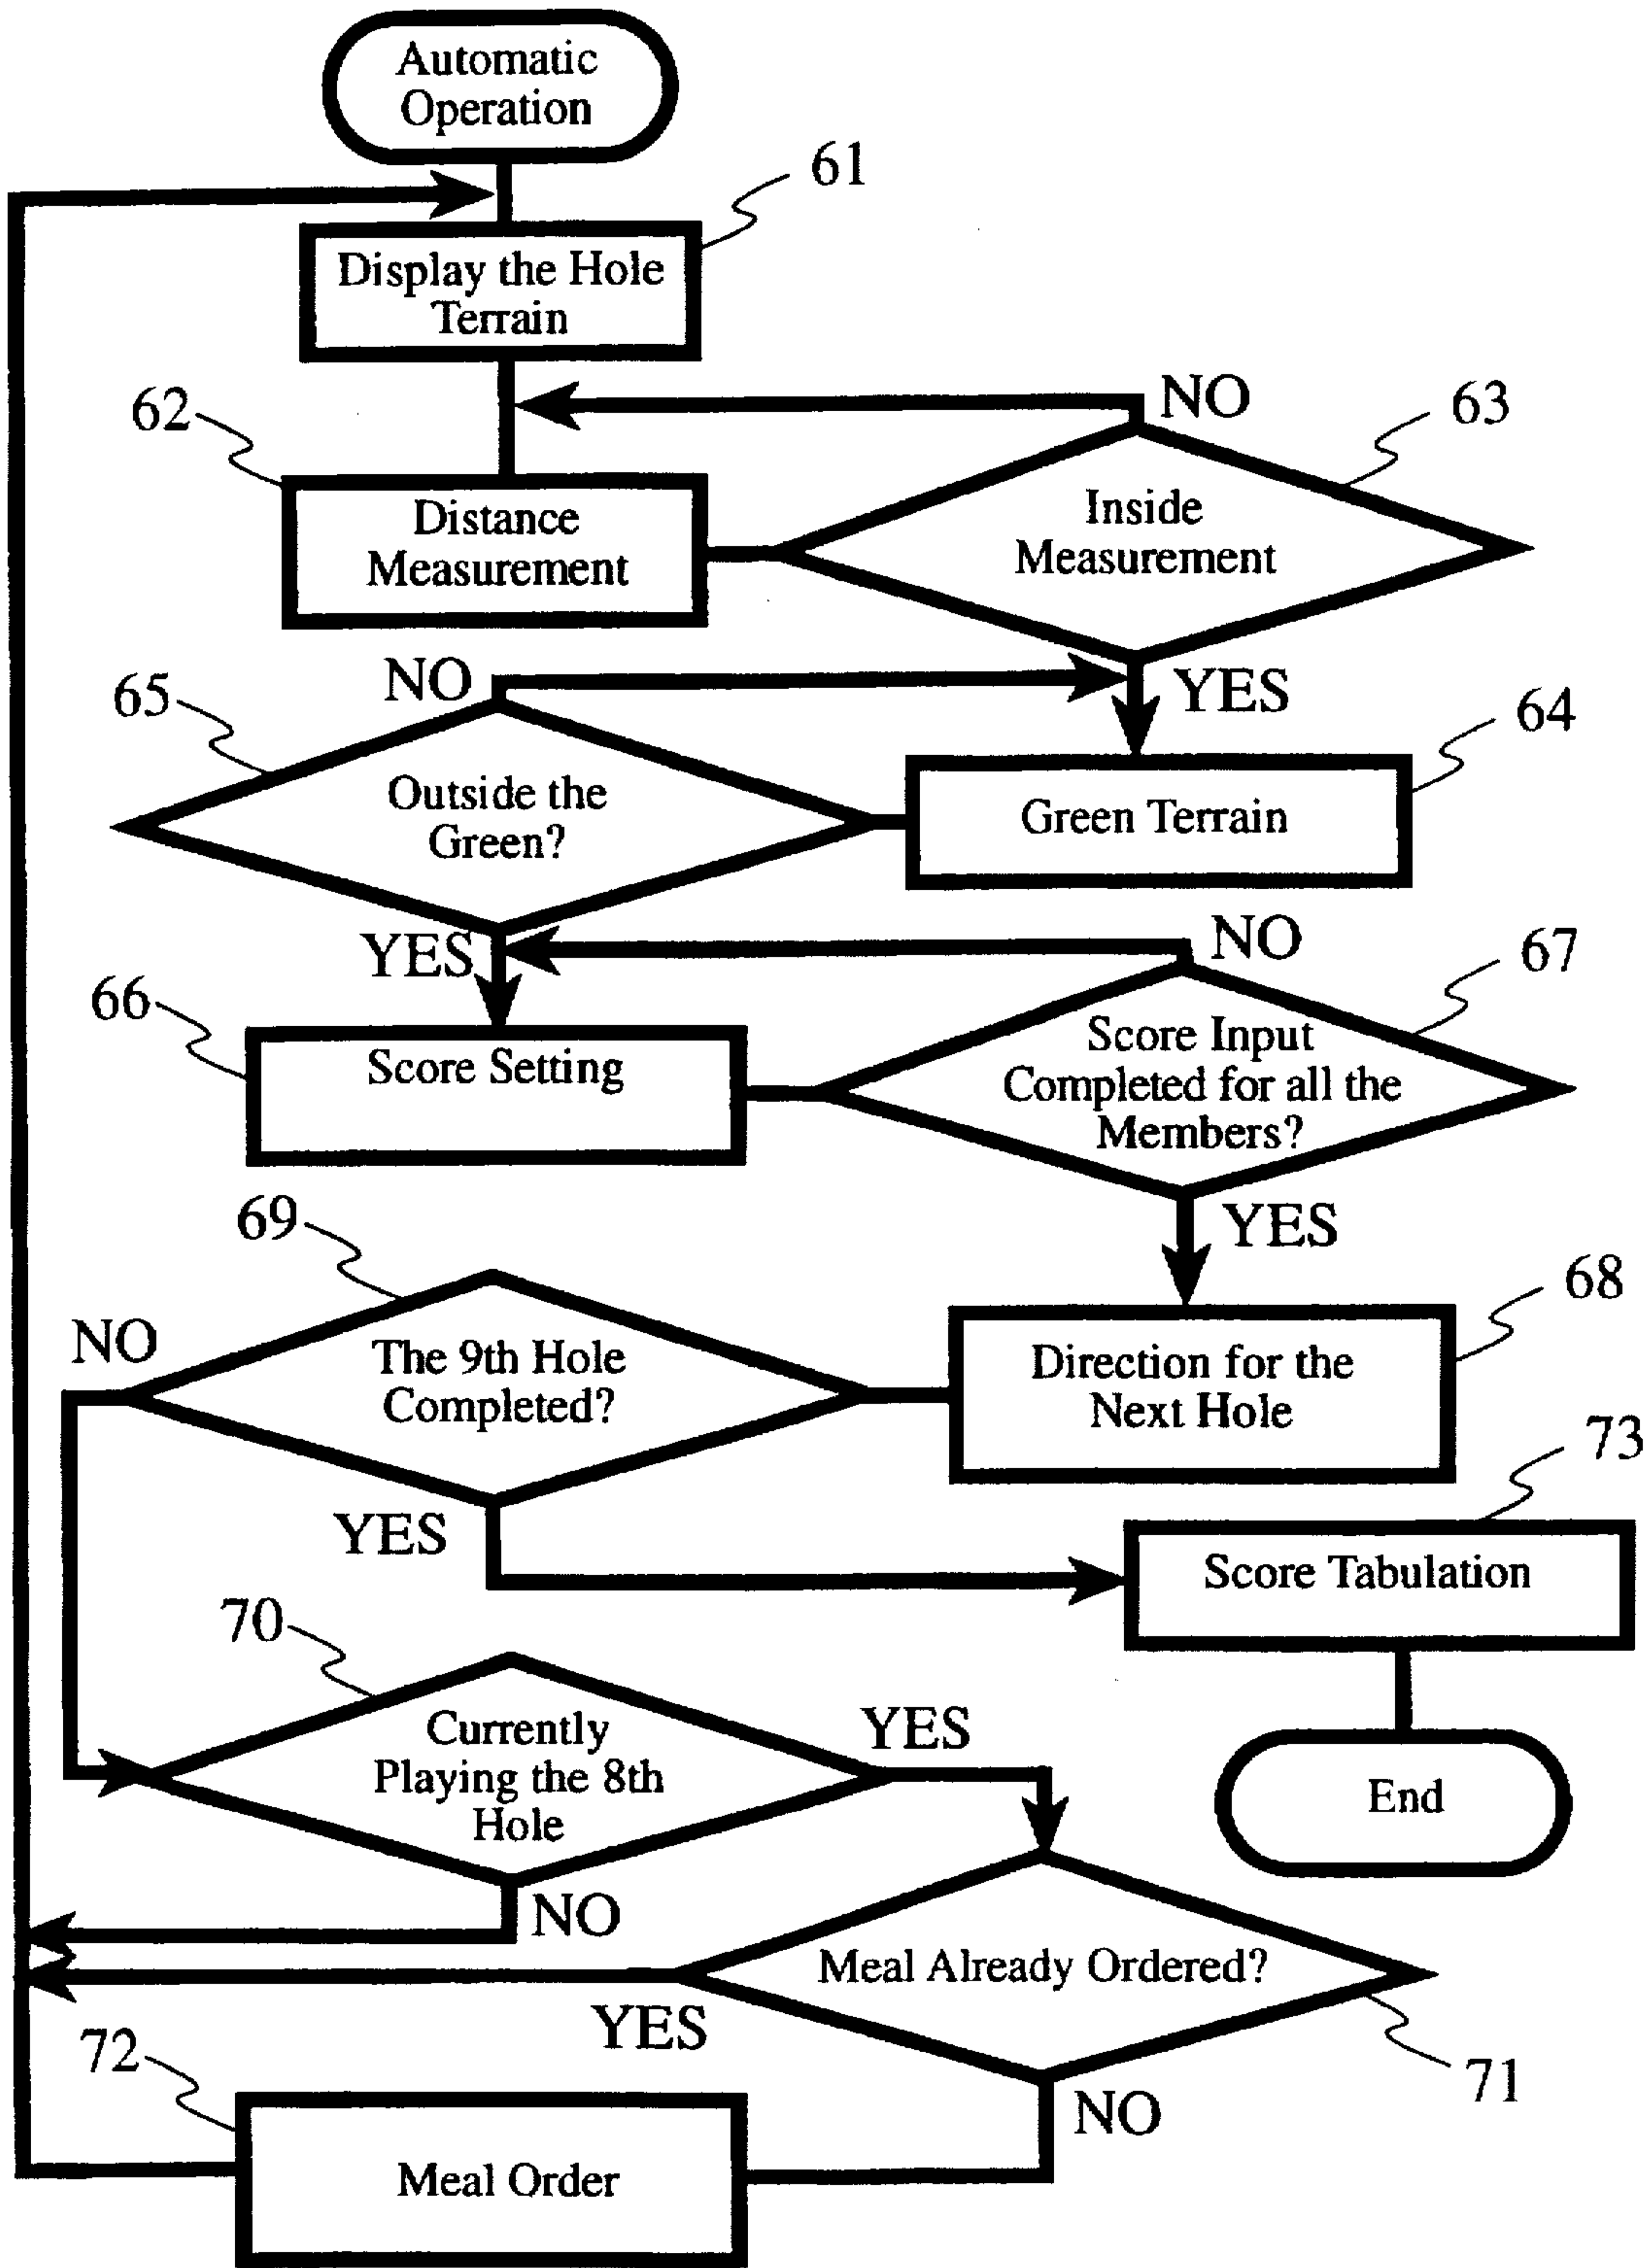 Automatic
Operation
61
Display the Hole
Terrain
62
NO
63
Distance
Measurement
Inside
Measurement
65
NO
YES
64
Outside the
Green?
Green Terrain
YES
NO
67
66
Score Setting
Score Input
Completed for all the
Members?
69
YES
68
NO
The 9th Hole
Completed?
Direction for the
Next Hole
73
YES
Score Tabulation
70
Currently
Playing the 8th
Hole
YES
End
NO
Meal Already Ordered?
YES
72
71
NO
Meal Order